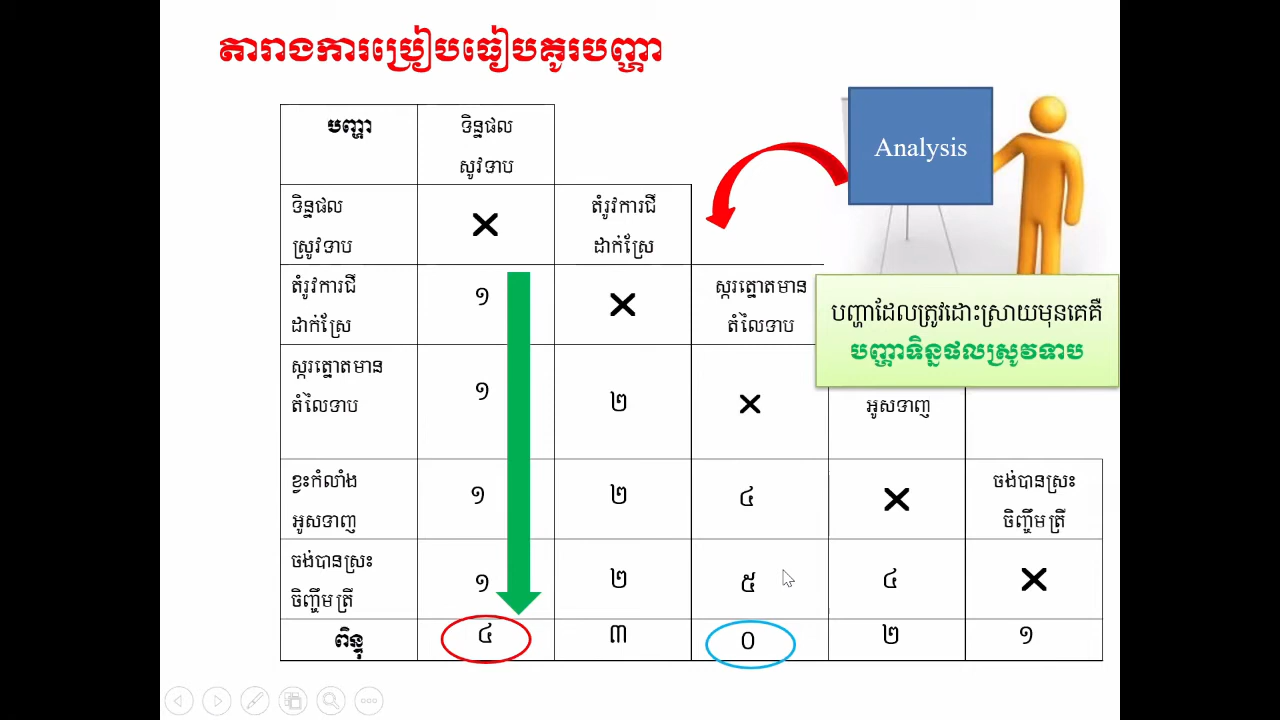 តារាងការប្រៀបធៀបគូរបញ្ហា
Analysis
បញ្ហា
ទិន្នផល
សូវទាប
ទិន្នផល
ស្រូវទាប
តំរូវការជី
ដាក់ស្រែ
តំរូវការជី
ដាក់ស្រែ
១
ស្ករត្នោតមាន
តំលៃទាប
បញ្ហាដែលត្រូវដោះស្រាយមុនគេគឺ
បញ្ហាទិន្នផលស្រូវទាប
ស្ករត្នោតមាន
តំលៃទាប
១
២
អូសទាញ
ខ្វះកំលាំង
អូសទាញ
១
២
៤
ចង់បានស្រះ
ចិញ្ចឹមត្រី
ចង់បានស្រះ
ចិញ្ចឹមត្រី
១
២
៥
៤
ពិន្ទុ
៤
៣
០
២
១